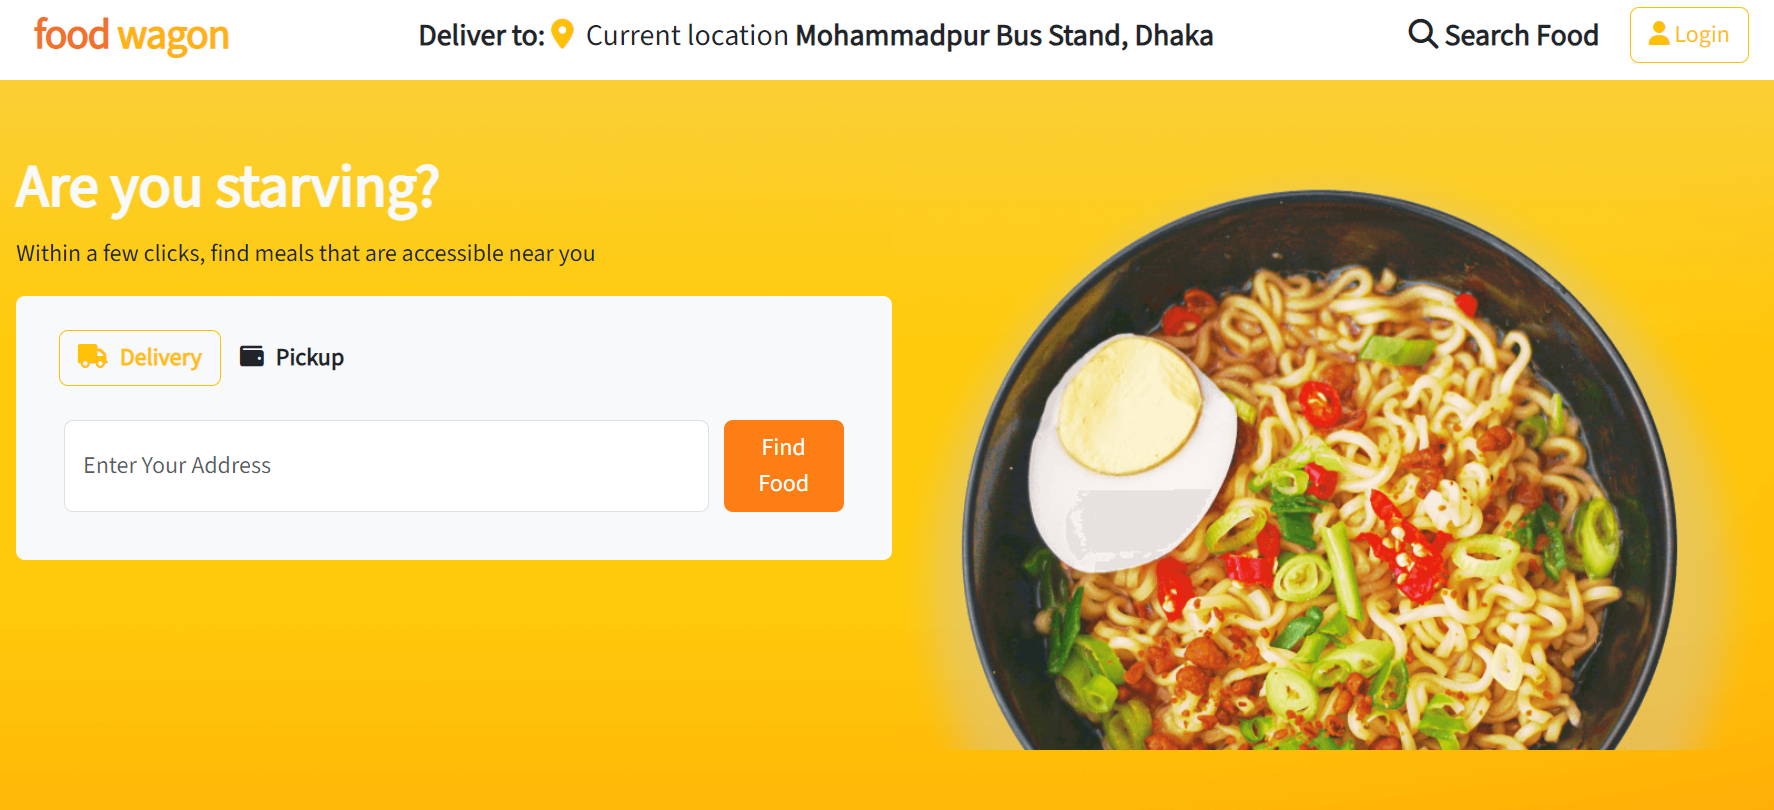 food wagon
Deliver to: Current location Mohammadpur Bus Stand, Dhaka
Search Food
Login
Are you starving?
Within a few clicks, find meals that are accessible near you
Delivery
Pickup
Enter Your Address
Find
Food